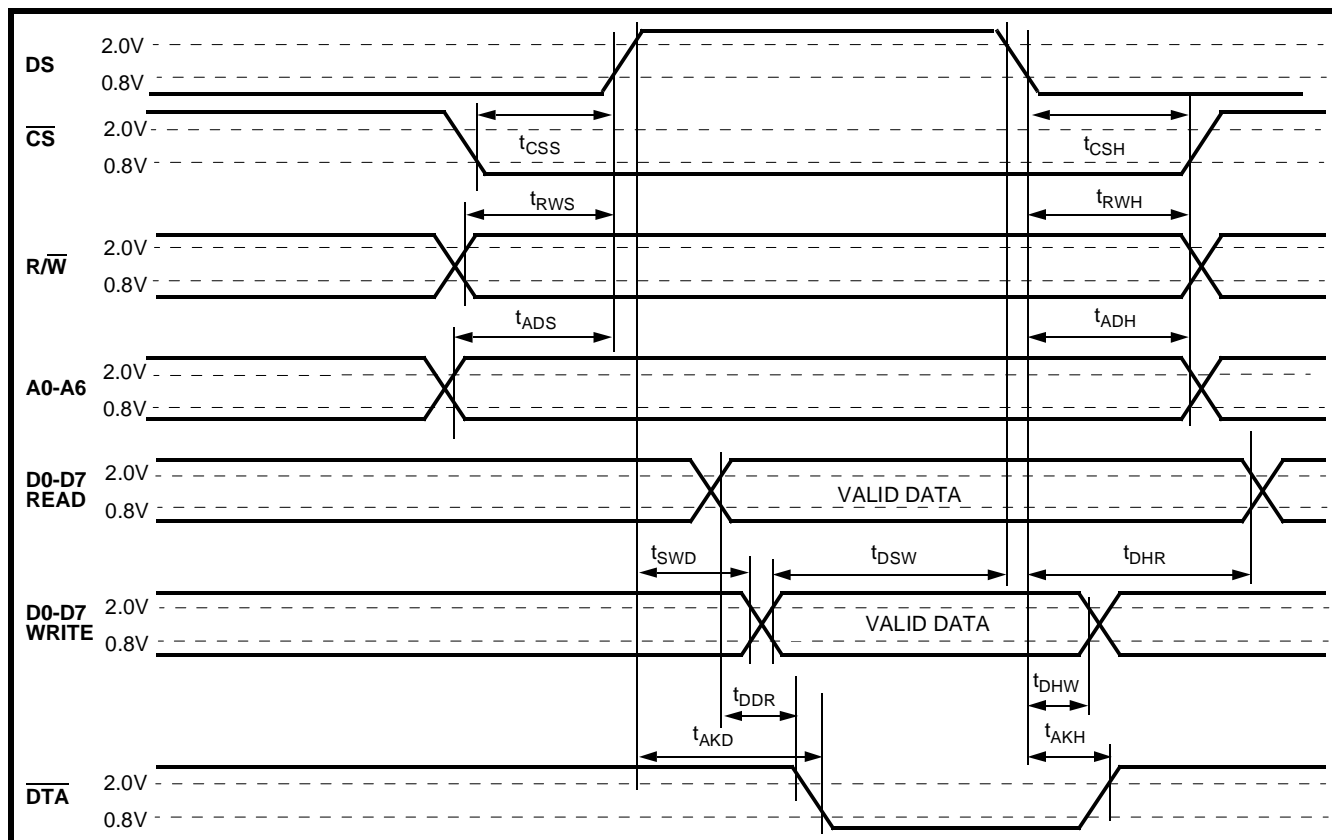 DS
2.0V
0.8V
CS
2.0V
0.8V
tCSS
tCSH
tRWS
tRWH
R/W
2.0V
0.8V
tADS
tADH
A0-A6
2.0V
0.8V
D0-D7
READ
2.0V
0.8V
VALID DATA
tSWD
tDSW
tDHR
D0-D7
WRITE
2.0V
0.8V
VALID DATA
tDDR
tDHW
tAKD
tAKH
DTA
2.0V
0.8V